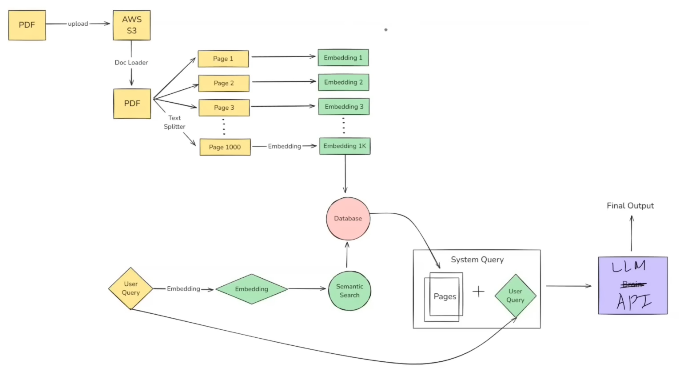 PDF
upload
AWS
S3
Doc Loader
PDF
Text
Splitter
Page 1
Embedding 1
Page 2
Embedding 2
Page 3
Embedding 3
Page 1000
Embedding
Embedding 1K
Database
Final Output
System Query
Pages
+
User
Query
LLM
Brain
API
User
Query
Embedding
Embedding
Semantic
Search